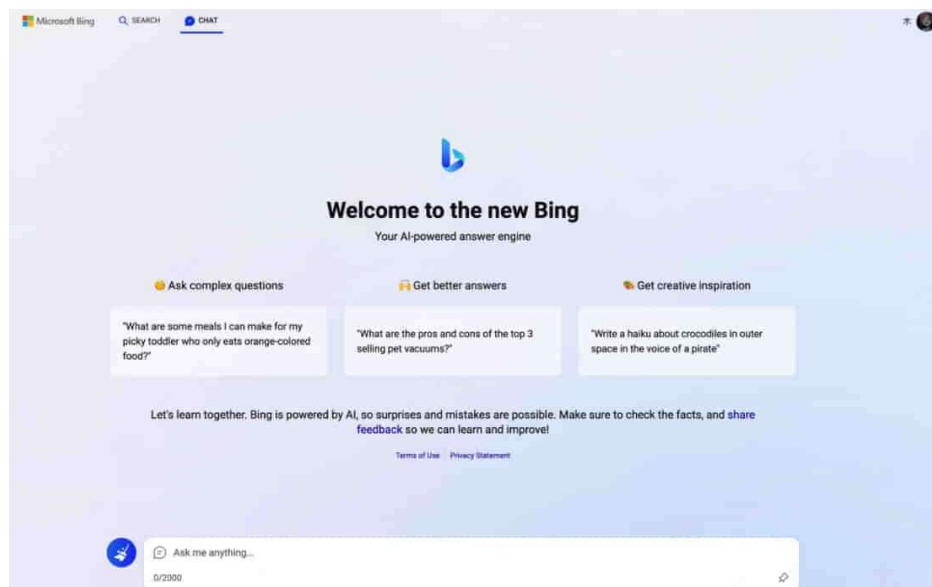 Microsoft Bing
SEARCH
CHAT
Welcome to the new Bing
Your AI-powered answer engine
Ask complex questions
Get better answers
Get creative inspiration
"What are some meals I can make for my
picky toddler who only eats orange-colored
food?"
"What are the pros and cons of the top 3
selling pet vacuums?"
"Write a haiku about crocodiles in outer
space in the voice of a pirate"
Let's learn together. Bing is powered by AI, so surprises and mistakes are possible. Make sure to check the facts, and share
feedback so we can learn and improve!
Terms of Use Privacy Statement
Ask me anything...
0/2000